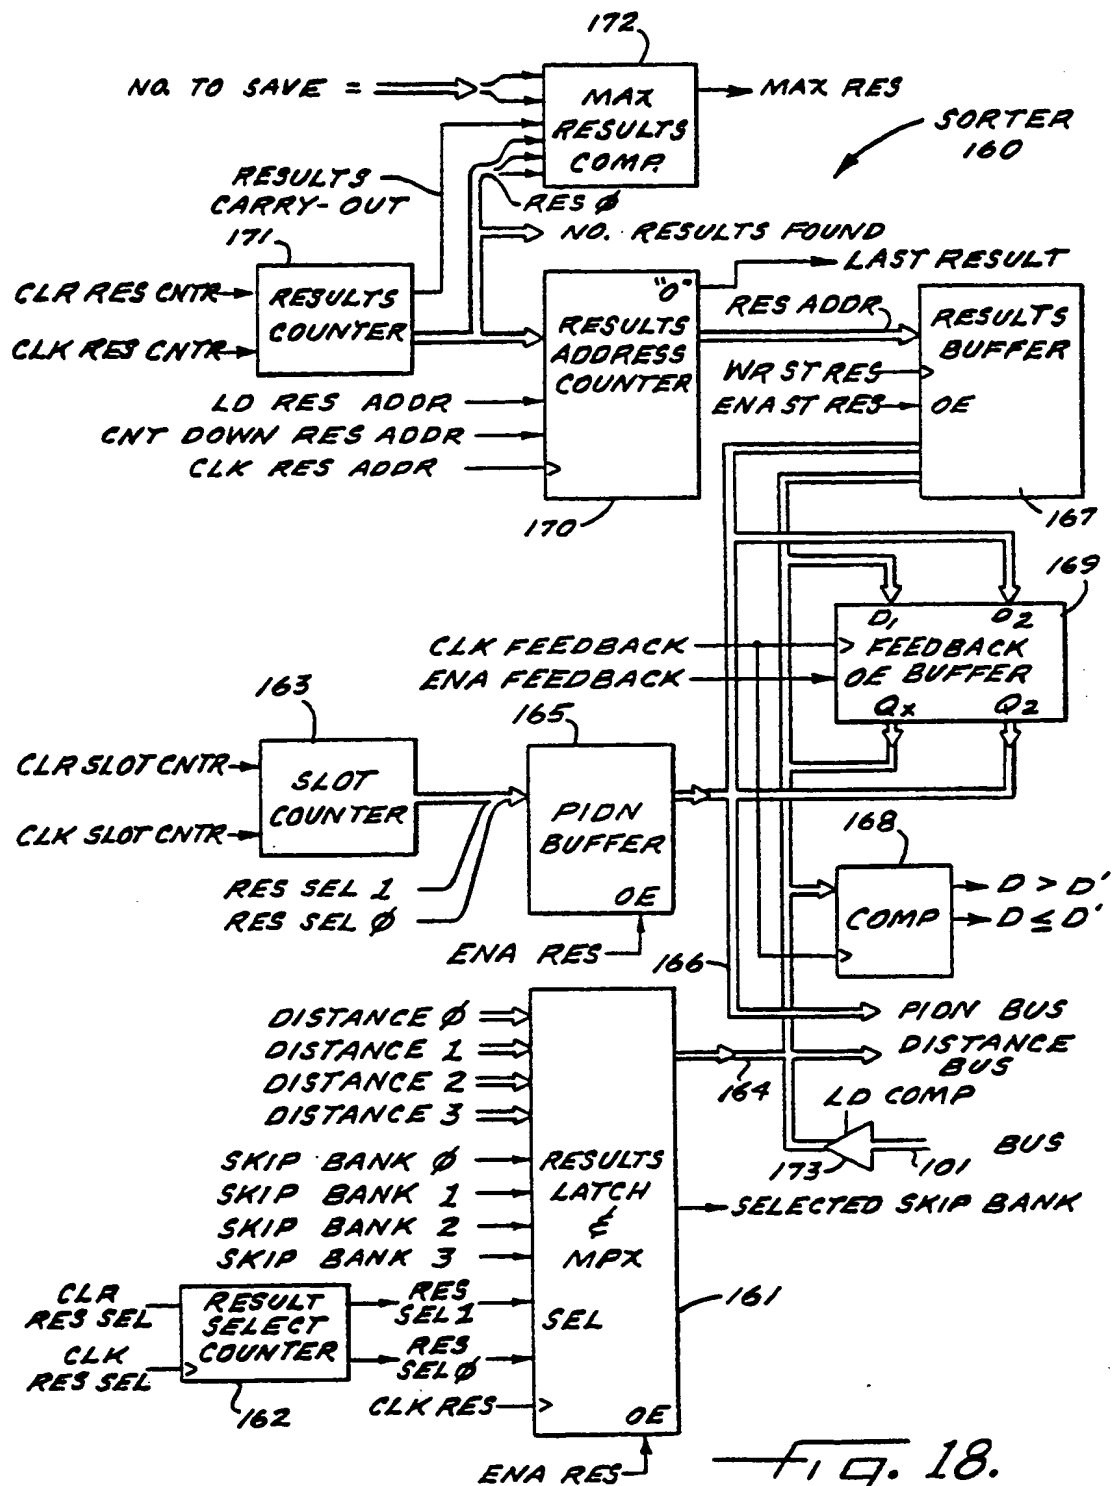 172
NO. TO SAVE =
MAX
RESULTS
COMP.
MAX RES
SORTER
160
RESULTS
CARRY-OUT
RES Ø
NO. RESULTS FOUND
171
CLR RES CNTR
CLK RES CNTR
RESULTS
COUNTER
"0"
LAST RESULT
RESULTS
ADDRESS
COUNTER
RES ADDR
RESULTS
BUFFER
WR ST RES
ENA ST RES
OE
LD RES ADDR
CNT DOWN RES ADDR
CLK RES ADDR
170
167
169
D1
D2
CLK FEEDBACK
ENA FEEDBACK
FEEDBACK
OE BUFFER
Qx
Q2
163
165
CLR SLOT CNTR
CLK SLOT CNTR
SLOT
COUNTER
PIDN
BUFFER
OE
RES SEL 1
RES SEL Ø
ENA RES
168
COMP
D > D'
D ≤ D'
166
PIDN BUS
DISTANCE
BUS
164
DISTANCE Ø
DISTANCE 1
DISTANCE 2
DISTANCE 3
LD COMP
BUS
173
101
SKIP BANK Ø
SKIP BANK 1
SKIP BANK 2
SKIP BANK 3
RESULTS
LATCH
&
MPX
SELECTED SKIP BANK
CLR
RES SEL
CLK
RES SEL
RESULT
SELECT
COUNTER
RES
SEL 1
RES
SEL Ø
SEL
161
162
CLK RES
OE
ENA RES
Fig. 18.